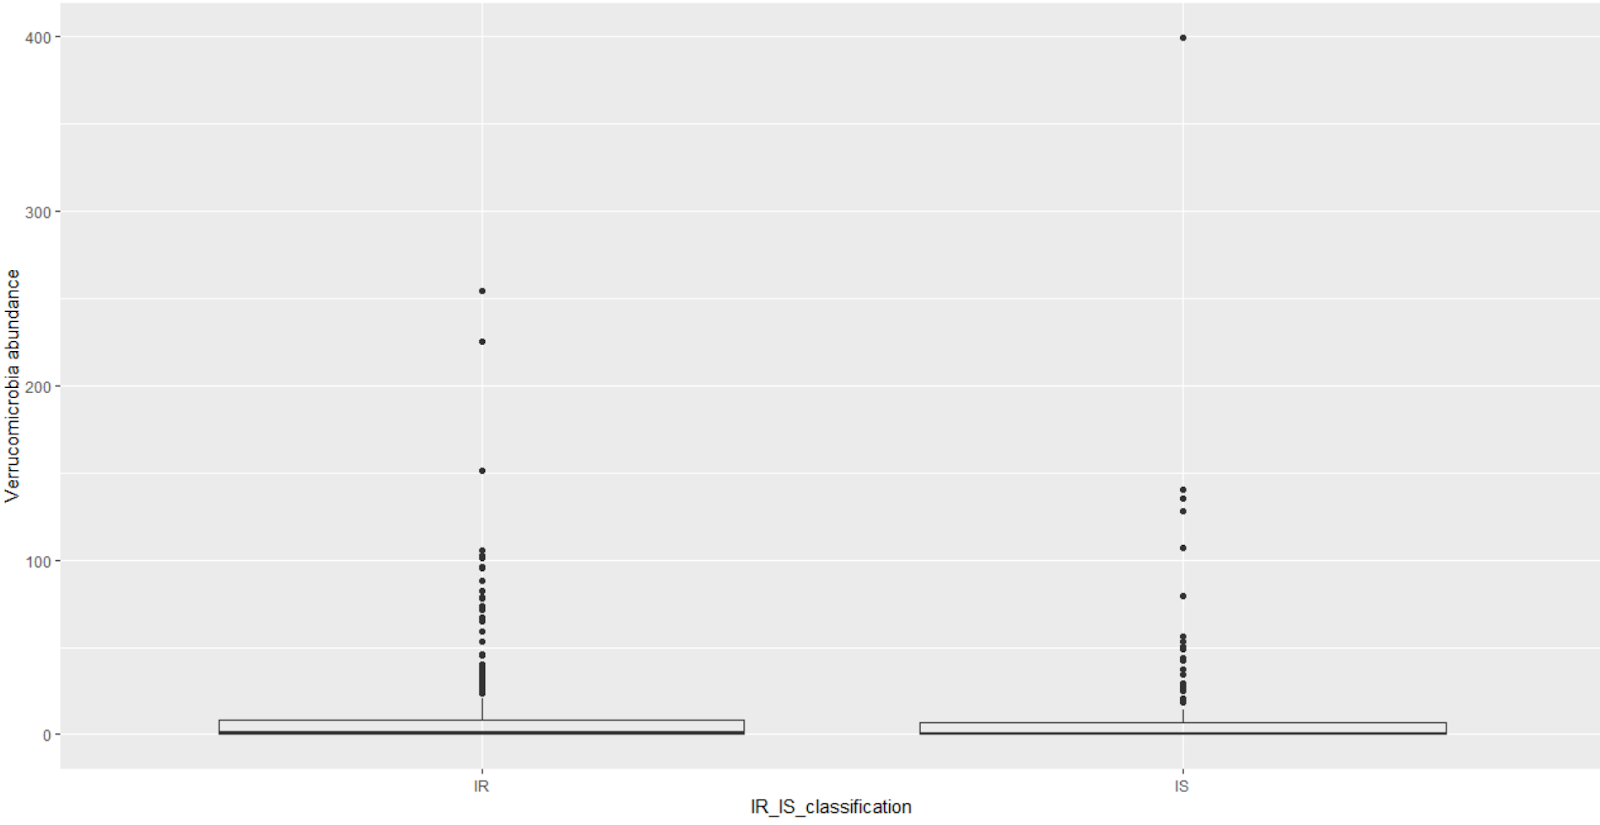 400
300
200
100
0
Verrucomicrobia abundance
IR
IS
IR_IS_classification